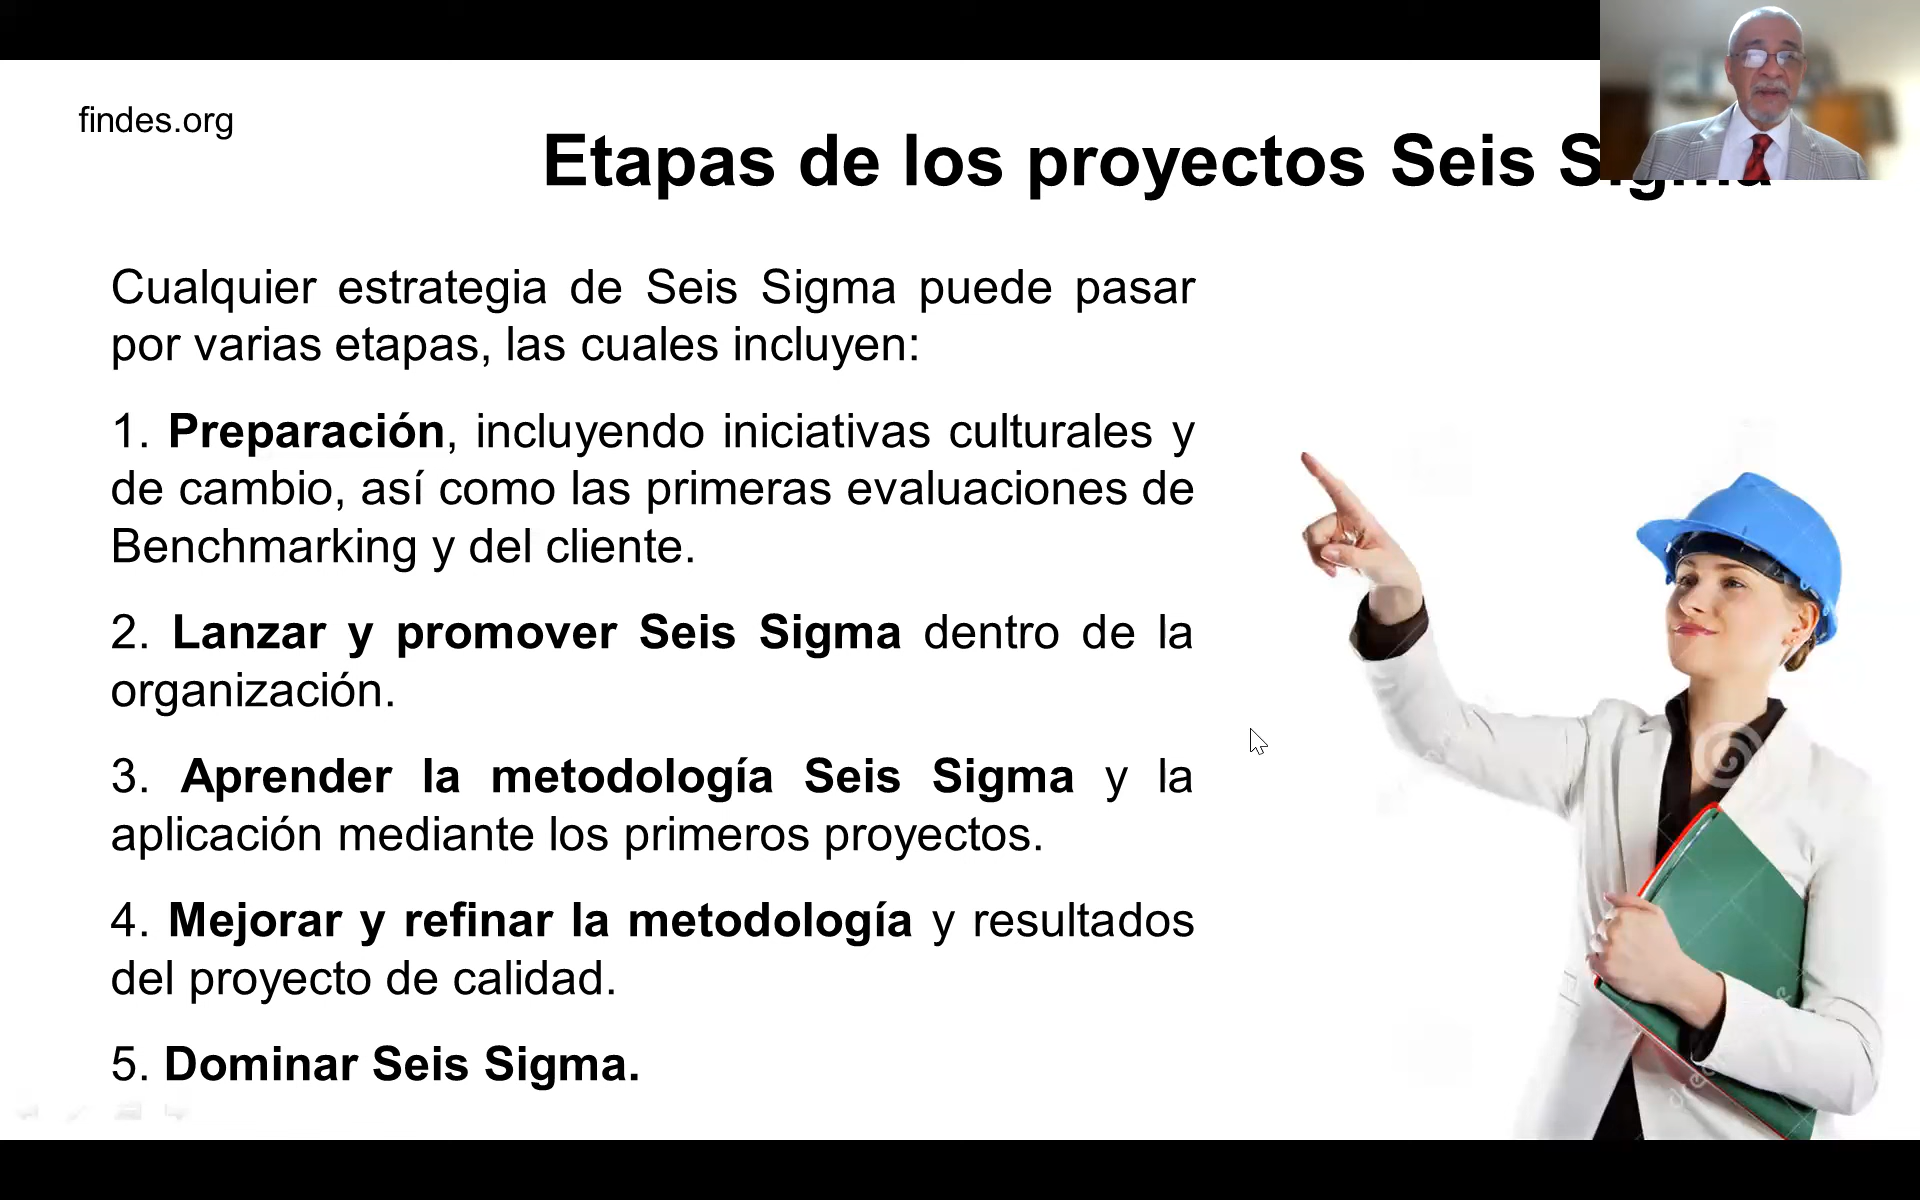 findes.org
Etapas de los proyectos Seis Sigma
Cualquier estrategia de Seis Sigma puede pasar
por varias etapas, las cuales incluyen:
1. Preparación, incluyendo iniciativas culturales y
de cambio, así como las primeras evaluaciones de
Benchmarking y del cliente.
2. Lanzar y promover Seis Sigma dentro de la
organización.
3. Aprender la metodología Seis Sigma y la
aplicación mediante los primeros proyectos.
4. Mejorar y refinar la metodología y resultados
del proyecto de calidad.
5. Dominar Seis Sigma.